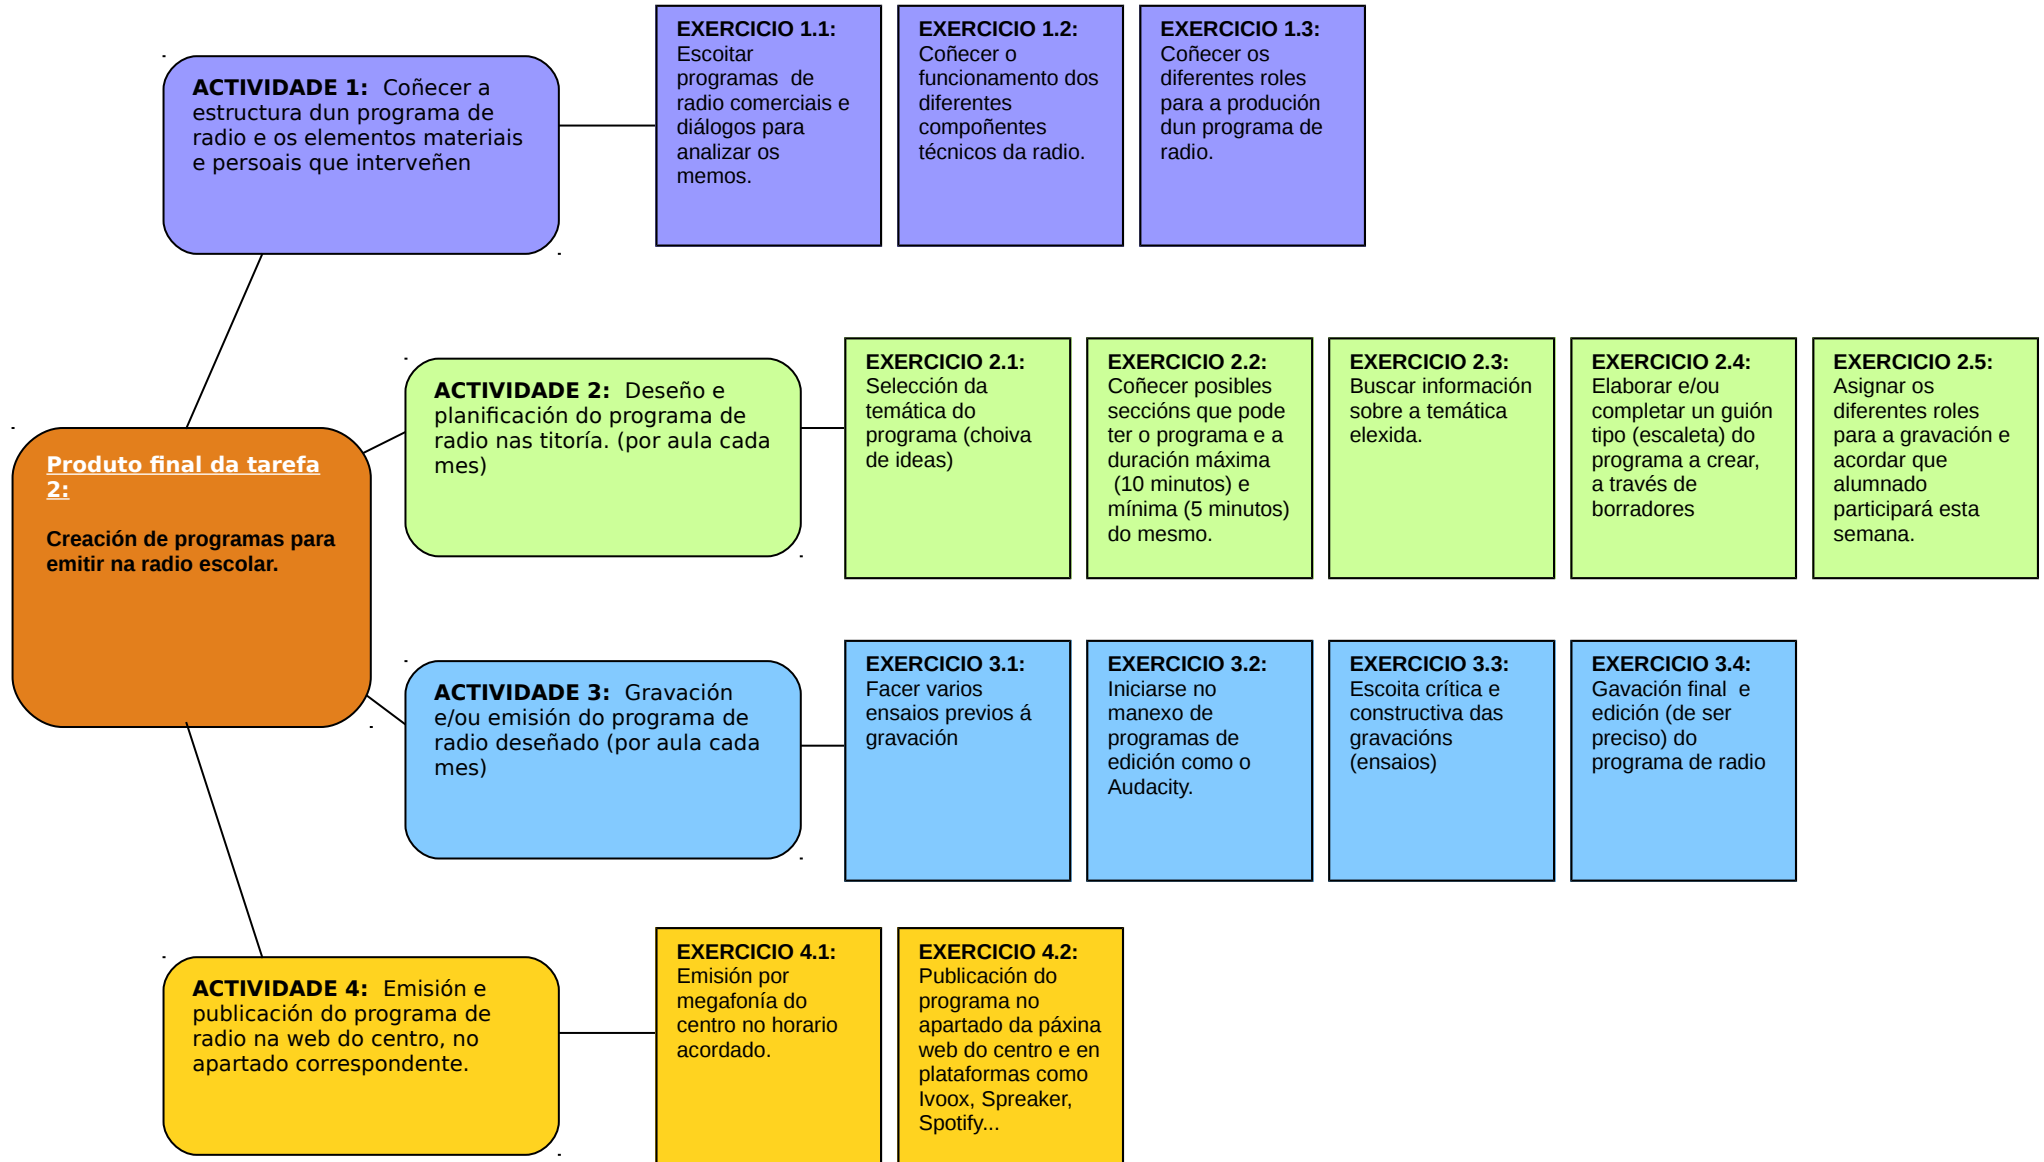 EXERCICIO 1.1:
Escoitar
programas  de
radio comerciais e
diálogos para
analizar os
memos.
EXERCICIO 1.2:
Coñecer o
funcionamento dos
diferentes
compoñentes
técnicos da radio.
EXERCICIO 1.3:
Coñecer os
diferentes roles
para a produción
dun programa de
radio.
ACTIVIDADE 1:  Coñecer a
estructura dun programa de
radio e os elementos materiais
e persoais que interveñen
ACTIVIDADE 2:  Deseño e
planificación do programa de
radio nas titoría. (por aula cada
mes)
EXERCICIO 2.1:
Selección da
temática do
programa (choiva
de ideas)
EXERCICIO 2.2:
Coñecer posibles
seccións que pode
ter o programa e a
duración máxima
(10 minutos) e
mínima (5 minutos)
do mesmo.
EXERCICIO 2.3:
Buscar información
sobre a temática
elexida.
EXERCICIO 2.4:
Elaborar e/ou
completar un guión
tipo (escaleta) do
programa a crear,
a través de
borradores
EXERCICIO 2.5:
Asignar os
diferentes roles
para a gravación e
acordar que
alumnado
participará esta
semana.
Produto final da tarefa
2:
Creación de programas para
emitir na radio escolar.
ACTIVIDADE 3:  Gravación
e/ou emisión do programa de
radio deseñado (por aula cada
mes)
EXERCICIO 3.1:
Facer varios
ensaios previos á
gravación
EXERCICIO 3.2:
Iniciarse no
manexo de
programas de
edición como o
Audacity.
EXERCICIO 3.3:
Escoita crítica e
constructiva das
gravacións
(ensaios)
EXERCICIO 3.4:
Gavación final  e
edición (de ser
preciso) do
programa de radio
ACTIVIDADE 4:  Emisión e
publicación do programa de
radio na web do centro, no
apartado correspondente.
EXERCICIO 4.1:
Emisión por
megafonía do
centro no horario
acordado.
EXERCICIO 4.2:
Publicación do
programa no
apartado da páxina
web do centro e en
plataformas como
Ivoox, Spreaker,
Spotify...